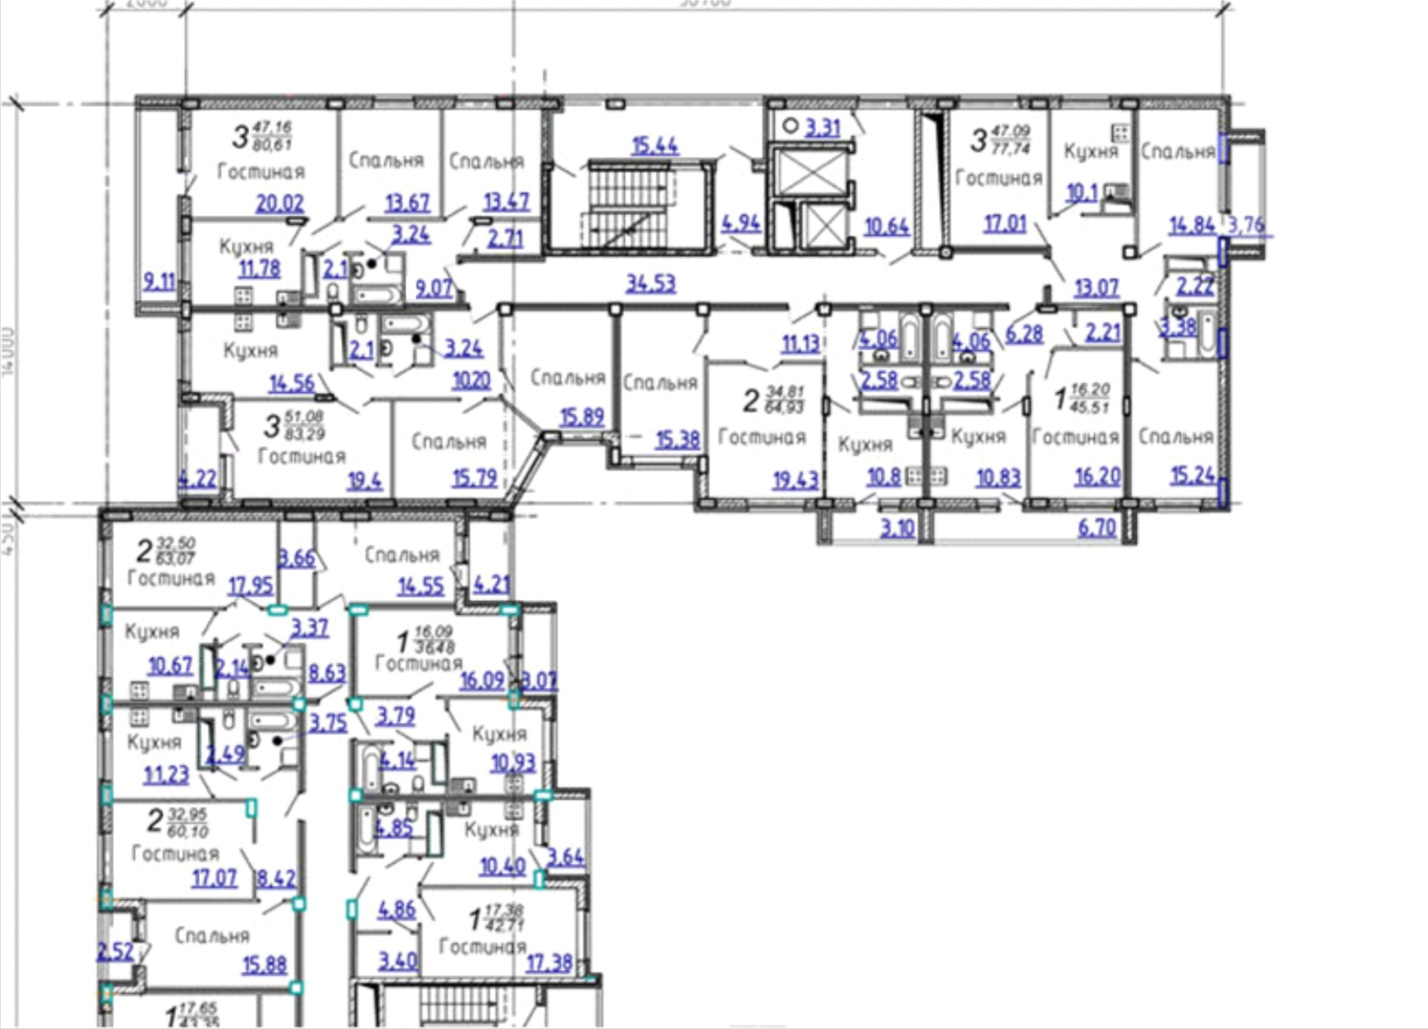 3 47,16 80,61
Гостиная
20.02
Спальня
13.67
Спальня
13.47
15.44
3.31
4.94
10.64
3 47,09 77,74
Гостиная
17.01
Кухня
10.1
Спальня
14.84
3,76
Кухня
11.78
9.11
2.1
3.24
9.07
2.71
34.53
13.07
2.22
3.38
Кухня
14.56
2.1
3.24
10.20
Спальня
15.89
Спальня
15.38
11.13
4.06
2.58
4.06
2.58
6.28
2.21
3 51,08 83,29
Гостиная
19.4
4.22
Спальня
15.79
2 34,81 64,93
Гостиная
19.43
Кухня
10.8
Кухня
10.83
1 16,20 45,51
Гостиная
16.20
Спальня
15.24
3.10
6.70
14000
2 32,50 63,07
Гостиная
17.95
3.66
Спальня
14.55
4.21
Кухня
10.67
2.14
3.37
8.63
1 16,09 36,48
Гостиная
16.09
3.07
Кухня
11.23
2.49
3.75
3.79
4.14
Кухня
10.93
2 32,95 60,10
Гостиная
17.07
8.42
4.85
Кухня
10.40
3.64
Спальня
15.88
2.52
4.86
3.40
1 17,38 42,71
Гостиная
17.38
1 17,65